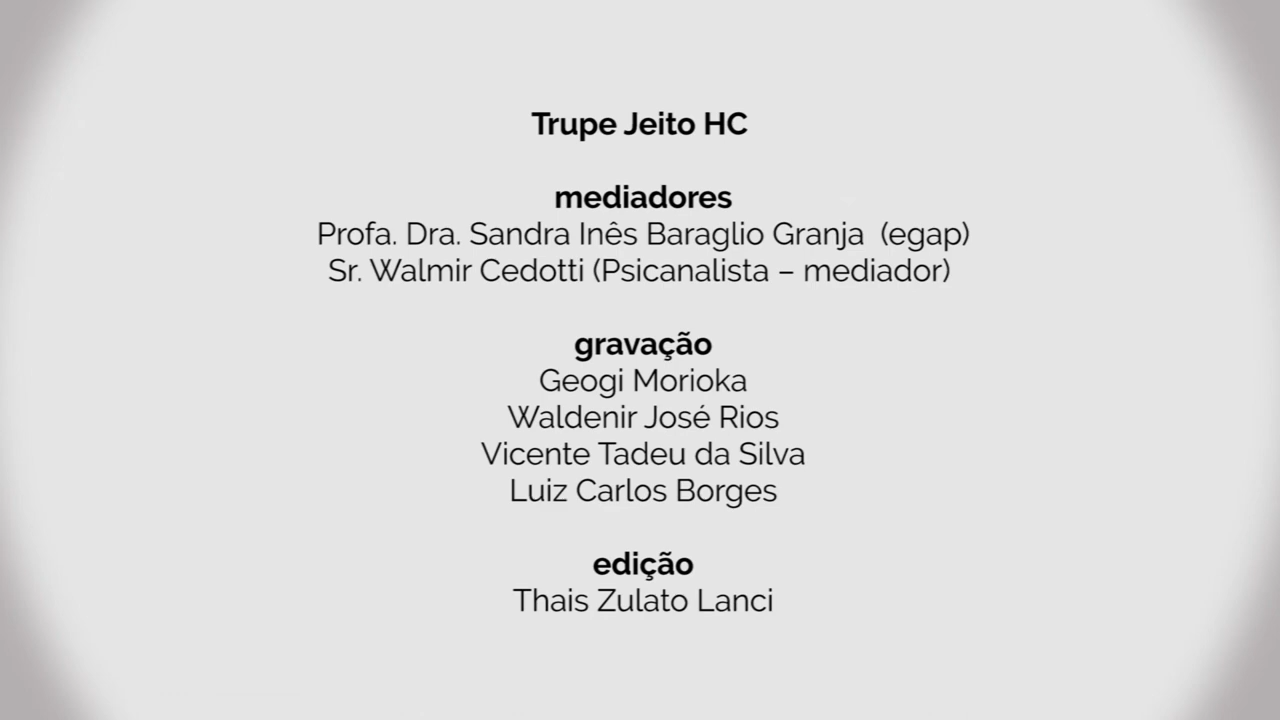 Trupe Jeito HC
mediadores
Profa. Dra. Sandra Inês Baraglio Granja (egap)
Sr. Walmir Cedotti (Psicanalista – mediador)
gravação
Geogi Morioka
Waldenir José Rios
Vicente Tadeu da Silva
Luiz Carlos Borges
edição
Thais Zulato Lanci